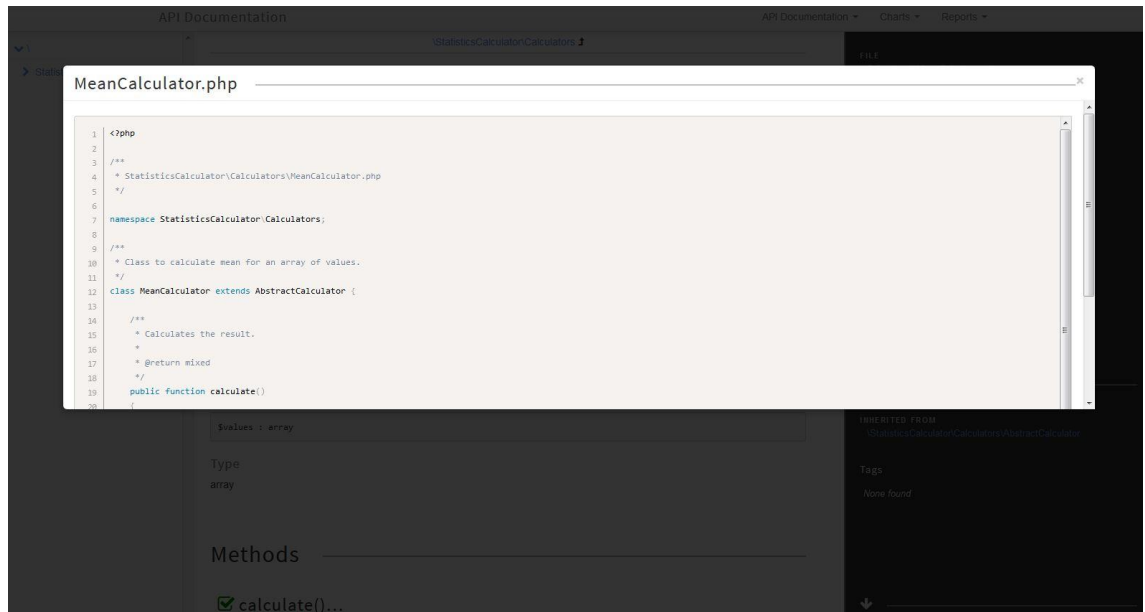 API Documentation
API Documentation Charts Reports
\StatisticsCalculator\Calculators
\
FILE
MeanCalculator.php
×
1 <?php
2
3 /**
4 * StatisticsCalculator\Calculators\MeanCalculator.php
5 */
6
7 namespace StatisticsCalculator\Calculators;
8
9 /**
10 * Class to calculate mean for an array of values.
11 */
12 class MeanCalculator extends AbstractCalculator {
13
14 /**
15 * Calculates the result.
16 *
17 * @return mixed
18 */
19 public function calculate()
20 {
$values : array
Type
array
Methods
calculate()...
INHERITED FROM
\StatisticsCalculator\Calculators\AbstractCalculator
Tags
None found